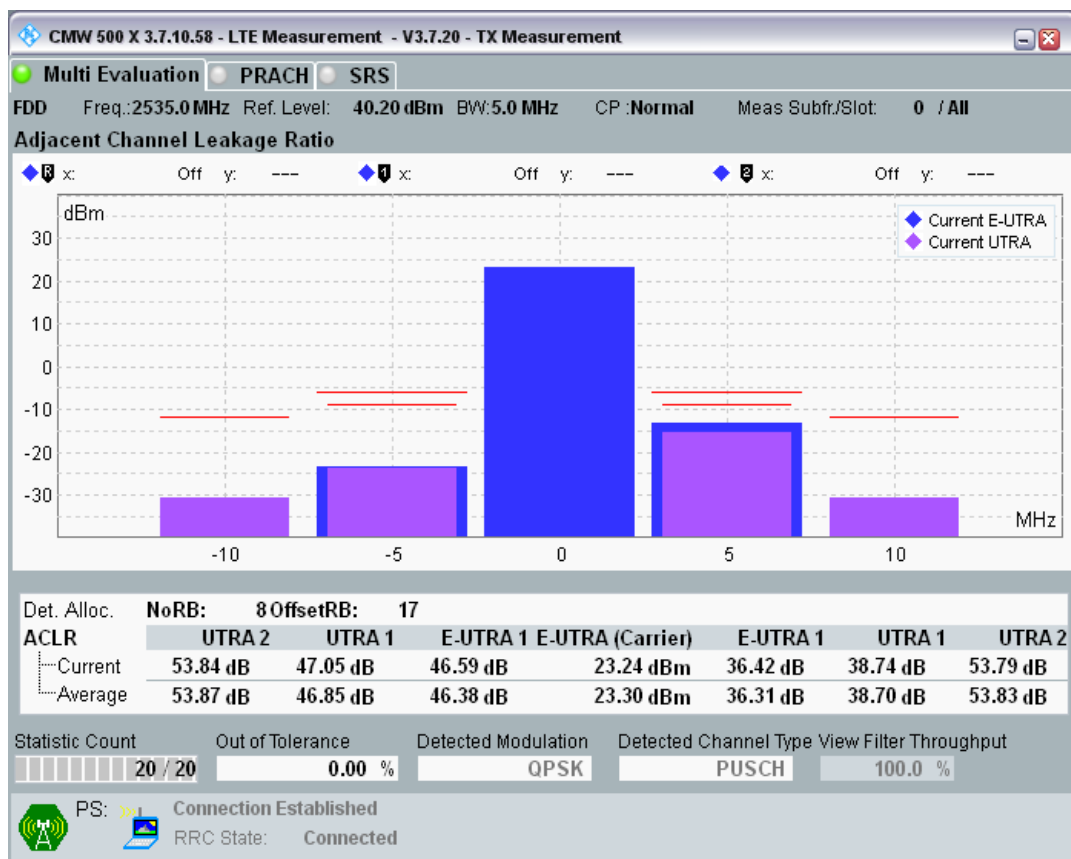 CMW 500 X 3.7.10.58 - LTE Measurement - V3.7.20 - TX Measurement
Multi Evaluation PRACH SRS
FDD Freq.:2535.0 MHz Ref. Level: 40.20 dBm BW:5.0 MHz CP :Normal Meas Subfr./Slot: 0 / All
Adjacent Channel Leakage Ratio
R x: Off y: --- 1 x: Off y: --- 2 x: Off y: ---
dBm
Current E-UTRA
Current UTRA
30
20
10
0
-10
-20
-30
MHz
-10 -5 0 5 10
Det. Alloc. NoRB: 8 OffsetRB: 17
ACLR UTRA 2 UTRA 1 E-UTRA 1 E-UTRA (Carrier) E-UTRA 1 UTRA 1 UTRA 2
Current 53.84 dB 47.05 dB 46.59 dB 23.24 dBm 36.42 dB 38.74 dB 53.79 dB
Average 53.87 dB 46.85 dB 46.38 dB 23.30 dBm 36.31 dB 38.70 dB 53.83 dB
Statistic Count Out of Tolerance Detected Modulation Detected Channel Type View Filter Throughput
20 / 20 0.00 % QPSK PUSCH 100.0 %
PS: Connection Established
RRC State: Connected